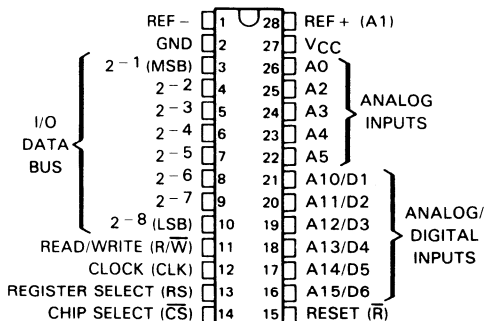 REF- 1 28 REF+ (A1)
GND 2 27 VCC
2-1 (MSB) 3 26 A0
2-2 4 25 A2
2-3 5 24 A3
2-4 6 23 A4
2-5 7 22 A5
2-6 8 21 A10/D1
2-7 9 20 A11/D2
2-8 (LSB) 10 19 A12/D3
READ/WRITE (R/W̅) 11 18 A13/D4
CLOCK (CLK) 12 17 A14/D5
REGISTER SELECT (RS) 13 16 A15/D6
CHIP SELECT (C̅S̅) 14 15 RESET (R̅)
I/O
DATA
BUS
ANALOG
INPUTS
ANALOG/
DIGITAL
INPUTS